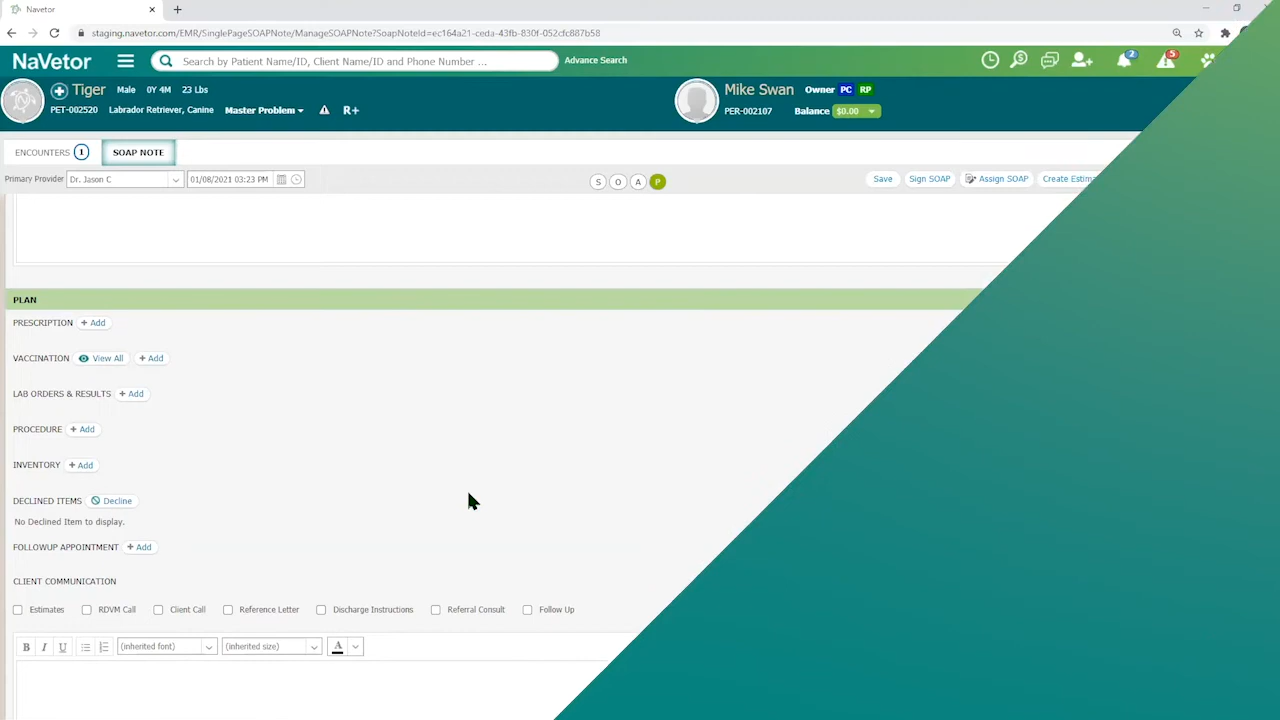 Navetor
staging.navetor.com/EMR/SinglePageSOAPNote/ManageSOAPNote?SoapNoteId=ec164a21-ceda-43fb-830f-052cfc887b58
NaVetor
Search by Patient Name/ID, Client Name/ID and Phone Number ...
Advance Search
2
5
Tiger Male 0Y 4M 23 Lbs
PET-002520 Labrador Retriever, Canine Master Problem R+
Mike Swan Owner PC RP
PER-002107 Balance $0.00
ENCOUNTERS 1 SOAP NOTE
Primary Provider Dr. Jason C 01/08/2021 03:23 PM S O A P Save Sign SOAP Assign SOAP Create Estima
PLAN
PRESCRIPTION + Add
VACCINATION View All + Add
LAB ORDERS & RESULTS + Add
PROCEDURE + Add
INVENTORY + Add
DECLINED ITEMS Decline
No Declined Item to display.
FOLLOWUP APPOINTMENT + Add
CLIENT COMMUNICATION
Estimates RDVM Call Client Call Reference Letter Discharge Instructions Referral Consult Follow Up
B I U (inherited font) (inherited size) A